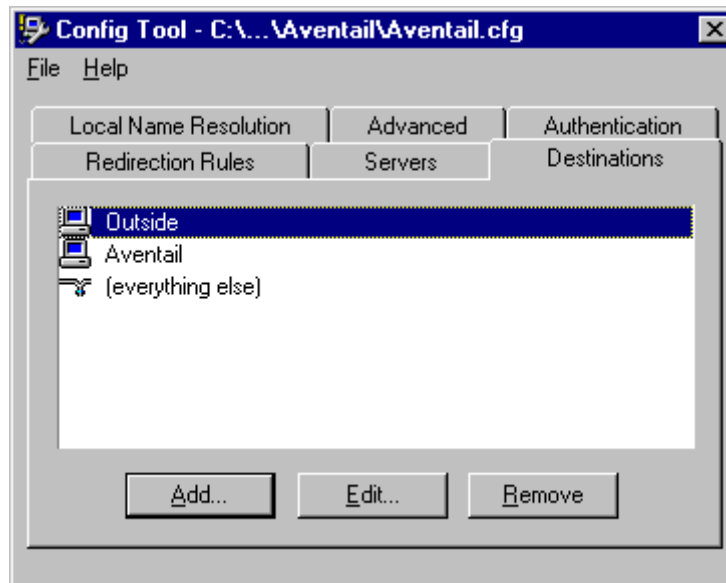 Config Tool - C:\...\Aventail\Aventail.cfg
File Help
Local Name Resolution Advanced Authentication
Redirection Rules Servers Destinations
Outside
Aventail
(everything else)
Add... Edit... Remove